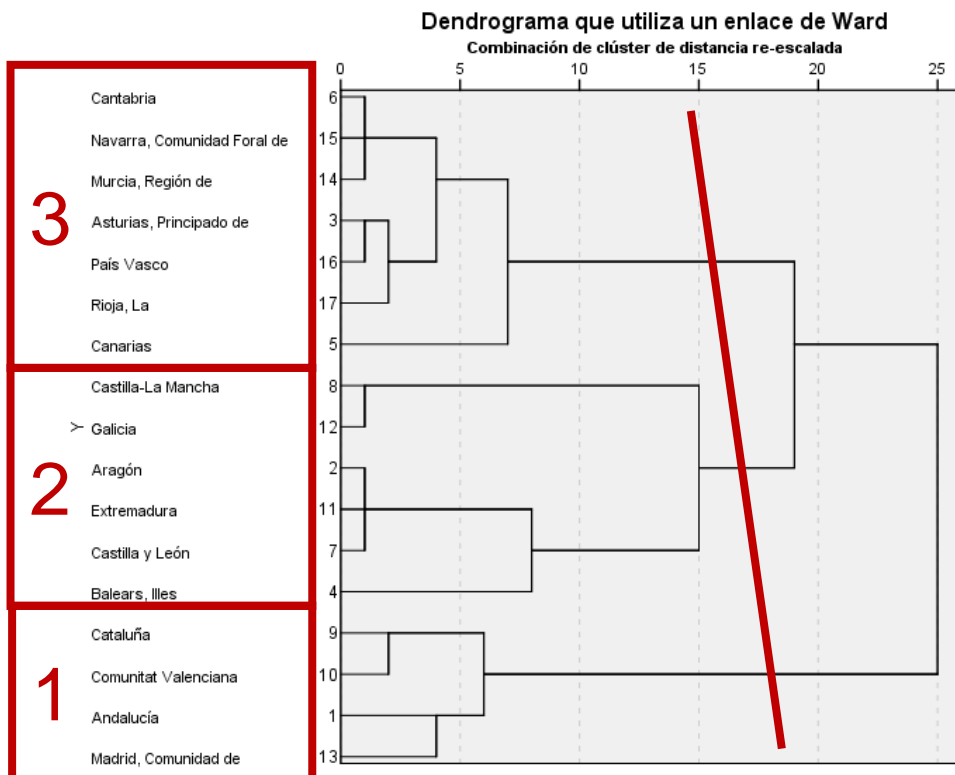 Dendrograma que utiliza un enlace de Ward
Combinación de clúster de distancia re-escalada
0 5 10 15 20 25
Cantabria 6
Navarra, Comunidad Foral de 15
Murcia, Región de 14
3
Asturias, Principado de 3
País Vasco 16
Rioja, La 17
Canarias 5
Castilla-La Mancha 8
Y
Galicia 12
Aragón 2
2
Extremadura 11
Castilla y León 7
Balears, Illes 4
Cataluña 9
1
Comunitat Valenciana 10
Andalucía 1
Madrid, Comunidad de 13